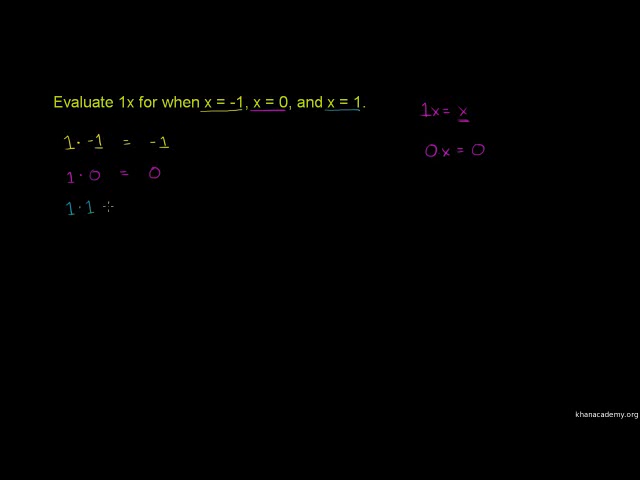 Evaluate 1x for when x = -1, x = 0, and x = 1.
1x = x
0x = 0
1 · -1 = -1
1 · 0 = 0
1 · 1
khanacademy.org